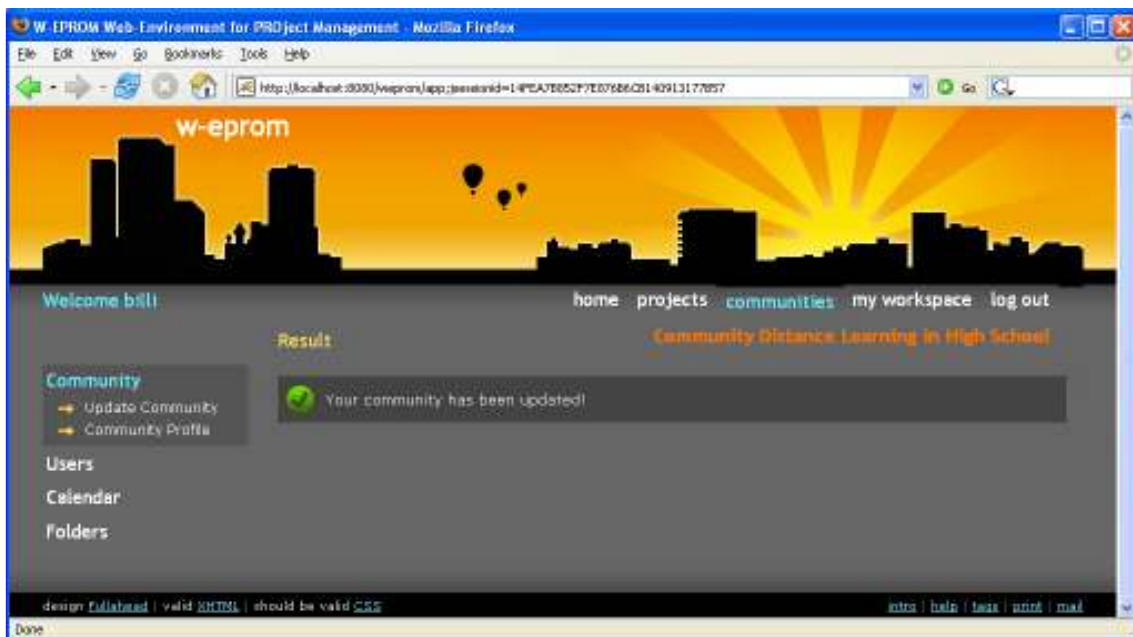 W-EPROM Web-Environment for PROject Management - Mozilla Firefox
File Edit View Go Bookmarks Tools Help
Go
w-eprom
Welcome billi
home projects communities my workspace log out
Result
Community Distance Learning in High School
Community
Update Community
Community Profile
Your community has been updated!
Users
Calendar
Folders
design Fullahead | valid XHTML | should be valid CSS
intro | help | tags | print | mail
Done